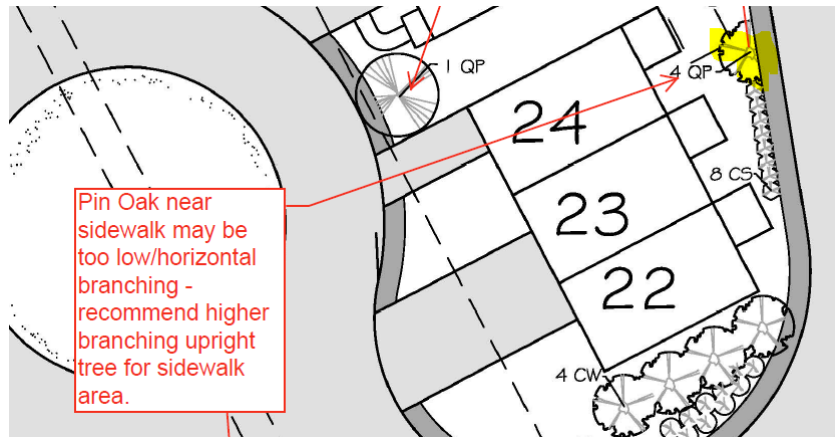 1 QP
4 QP
24
8 CS
Pin Oak near
sidewalk may be
too low/horizontal
branching -
recommend higher
branching upright
tree for sidewalk
area.
23
22
4 CW